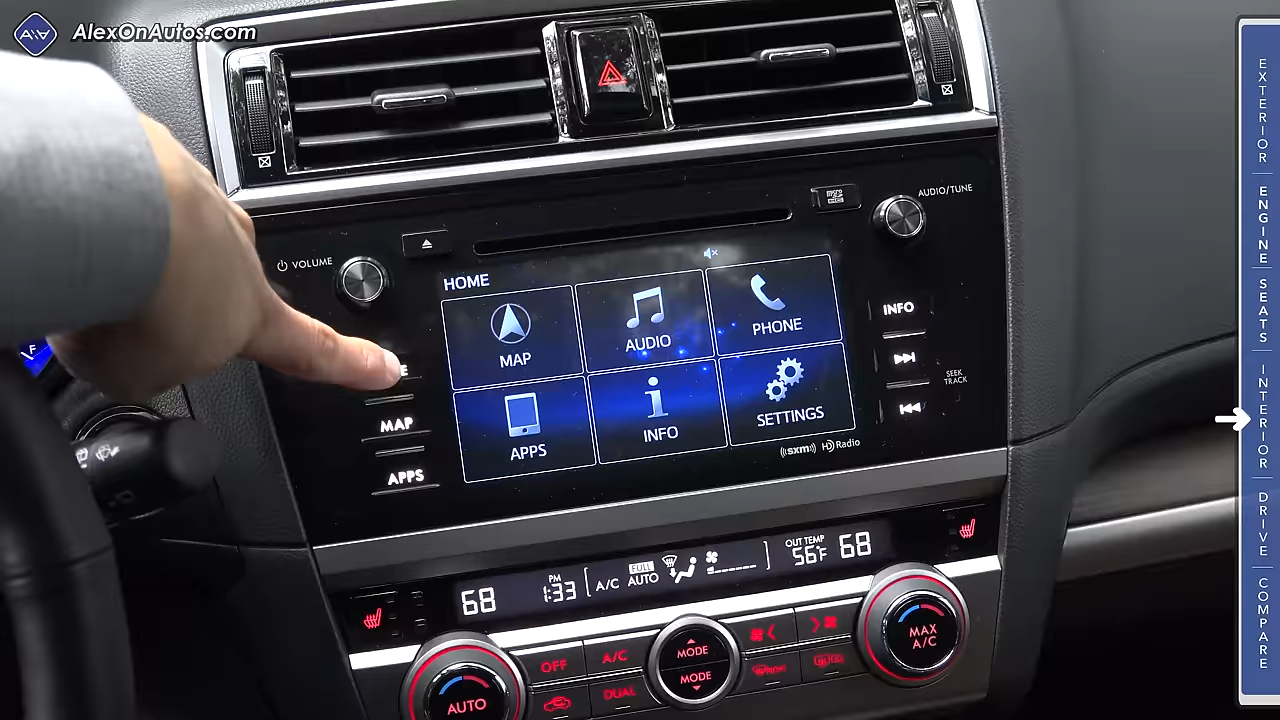 AlexOnAutos.com
AUDIO/TUNE
VOLUME
HOME
MAP
AUDIO
PHONE
APPS
INFO
SETTINGS
E
MAP
APPS
INFO
SEEK
TRACK
((sxm)) HD Radio
68
PM
1:33
A/C
FULL
AUTO
OUT TEMP
56°F
68
OFF
A/C
DUAL
MODE
MODE
AUTO
MAX
A/C
F
EXTERIOR
ENGINE
SEATS
INTERIOR
DRIVE
COMPARE